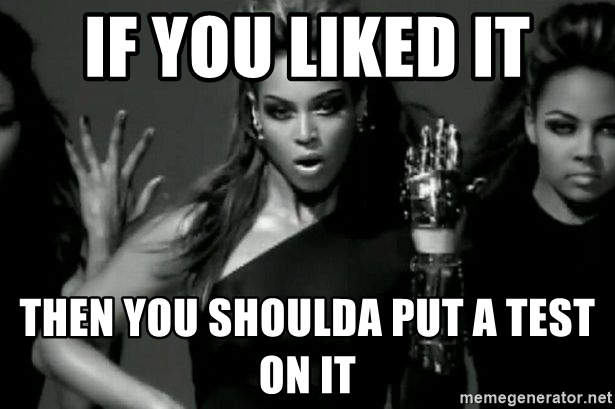 IF YOU LIKED IT
THEN YOU SHOULDA PUT A TEST
ON IT
memegenerator.net